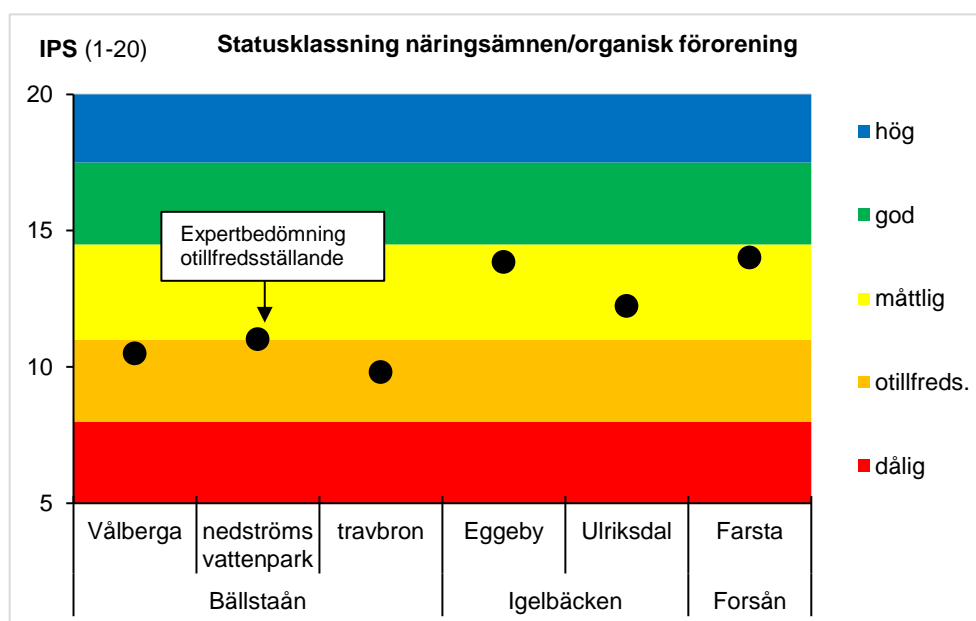 IPS (1-20)
Statusklassning näringsämnen/organisk förorening
20
15
10
5
Expertbedömning
otillfredsställande
hög
god
måttlig
otillfreds.
dålig
Vålberga
nedströms
vattenpark
travbron
Eggeby
Ulriksdal
Farsta
Bällstaån
Igelbäcken
Forsån